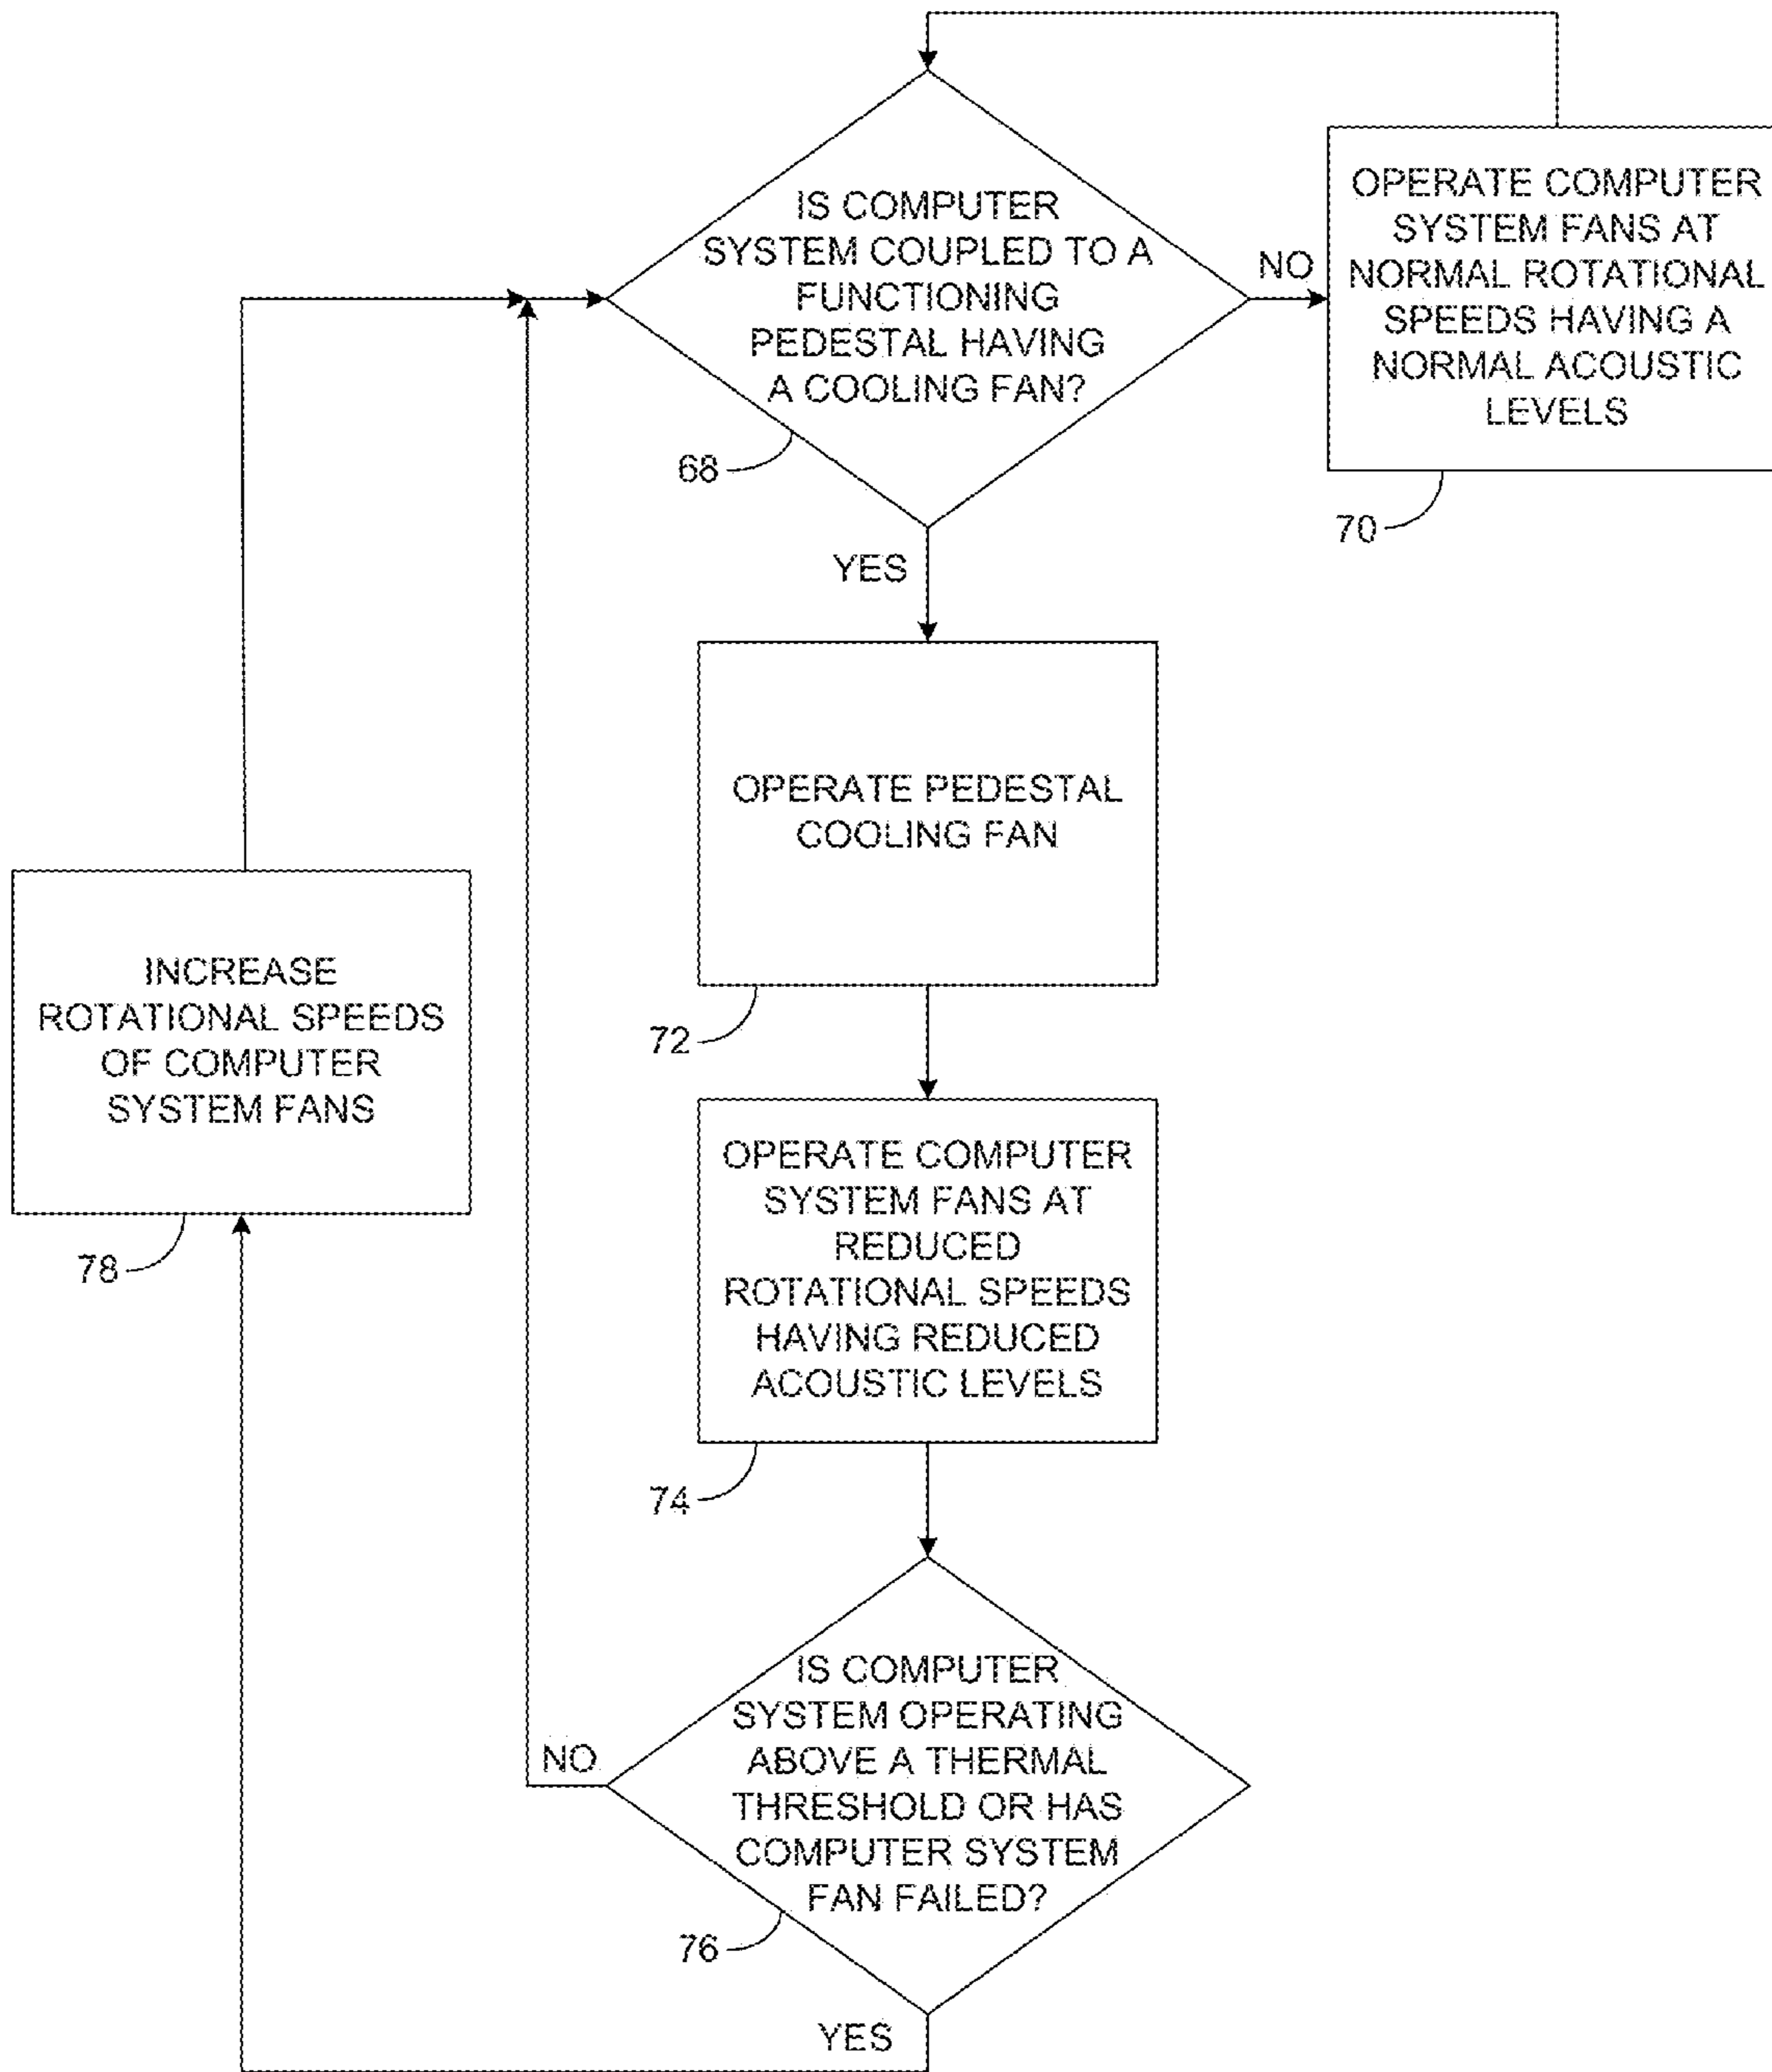 IS COMPUTER
SYSTEM COUPLED TO A
FUNCTIONING
PEDESTAL HAVING
A COOLING FAN?
68
NO
OPERATE COMPUTER
SYSTEM FANS AT
NORMAL ROTATIONAL
SPEEDS HAVING A
NORMAL ACOUSTIC
LEVELS
70
YES
OPERATE PEDESTAL
COOLING FAN
72
OPERATE COMPUTER
SYSTEM FANS AT
REDUCED
ROTATIONAL SPEEDS
HAVING REDUCED
ACOUSTIC LEVELS
74
IS COMPUTER
SYSTEM OPERATING
ABOVE A THERMAL
THRESHOLD OR HAS
COMPUTER SYSTEM
FAN FAILED?
76
NO
YES
INCREASE
ROTATIONAL SPEEDS
OF COMPUTER
SYSTEM FANS
78